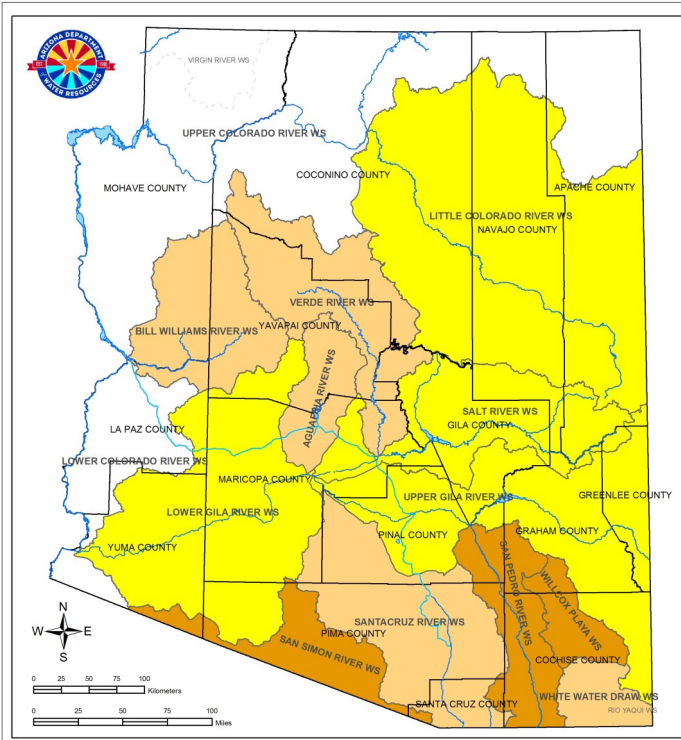 ARIZONA DEPARTMENT
EST 1980
of WATER RESOURCES
VIRGIN RIVER WS
UPPER COLORADO RIVER WS
COCONINO COUNTY
MOHAVE COUNTY
APACHE COUNTY
LITTLE COLORADO RIVER WS
NAVAJO COUNTY
VERDE RIVER WS
YAVAPAI COUNTY
BILL WILLIAMS RIVER WS
AGUAFRIA RIVER WS
SALT RIVER WS
GILA COUNTY
LA PAZ COUNTY
LOWER COLORADO RIVER WS
MARICOPA COUNTY
UPPER GILA RIVER WS
GREENLEE COUNTY
LOWER GILA RIVER WS
GRAHAM COUNTY
PINAL COUNTY
YUMA COUNTY
SAN PEDRO RIVER WS
WILLCOX PLAYA WS
SANTACRUZ RIVER WS
PIMA COUNTY
SAN SIMON RIVER WS
COCHISE COUNTY
WHITE WATER DRAW WS
SANTA CRUZ COUNTY
RIO YAQUI WS
N
W E
S
0 25 50 75 100
Kilometers
0 25 50 100
Miles